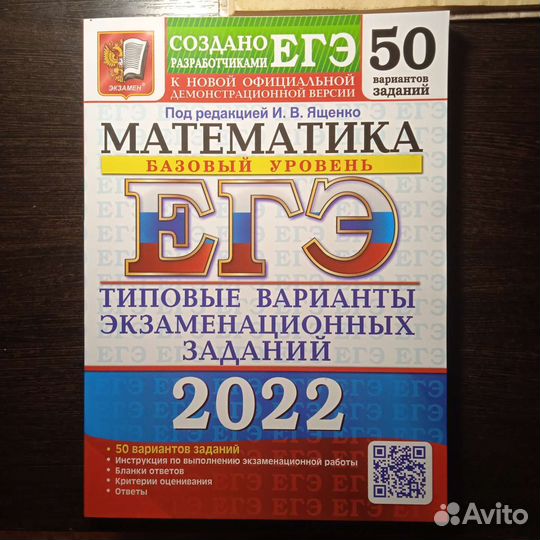 СОЗДАНО
РАЗРАБОТЧИКАМИ ЕГЭ
К НОВОЙ ОФИЦИАЛЬНОЙ
ДЕМОНСТРАЦИОННОЙ ВЕРСИИ
50
вариантов
заданий
ЭКЗАМЕН
Под редакцией И. В. Ященко
МАТЕМАТИКА
БАЗОВЫЙ УРОВЕНЬ
ЕГЭ
ТИПОВЫЕ ВАРИАНТЫ
ЭКЗАМЕНАЦИОННЫХ
ЗАДАНИЙ
2022
• 50 вариантов заданий
• Инструкция по выполнению экзаменационной работы
• Бланки ответов
• Критерии оценивания
• Ответы
Avito